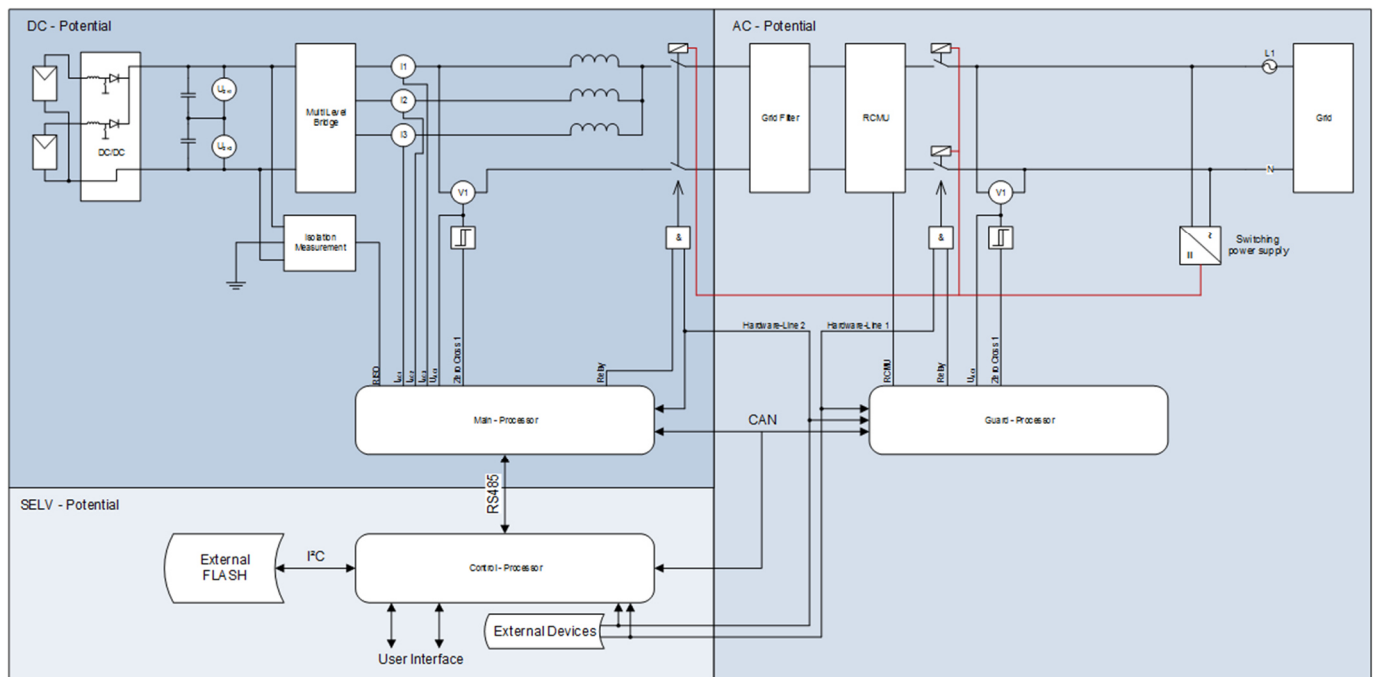 DC - Potential
AC - Potential
L1
MultiLevel
Bridge
I1
I2
I3
DC/DC
Grid Filter
RCMU
Grid
V1
V1
N
Isolation
Measurement
&
&
Switching
power supply
Hardware-Line 2
Hardware-Line 1
RISO
Zero Cross 1
Relay
RCMU
Relay
Zero Cross 1
Main - Processor
CAN
Guard - Processor
RS485
SELV - Potential
External
FLASH
I²C
Control - Processor
External Devices
User Interface